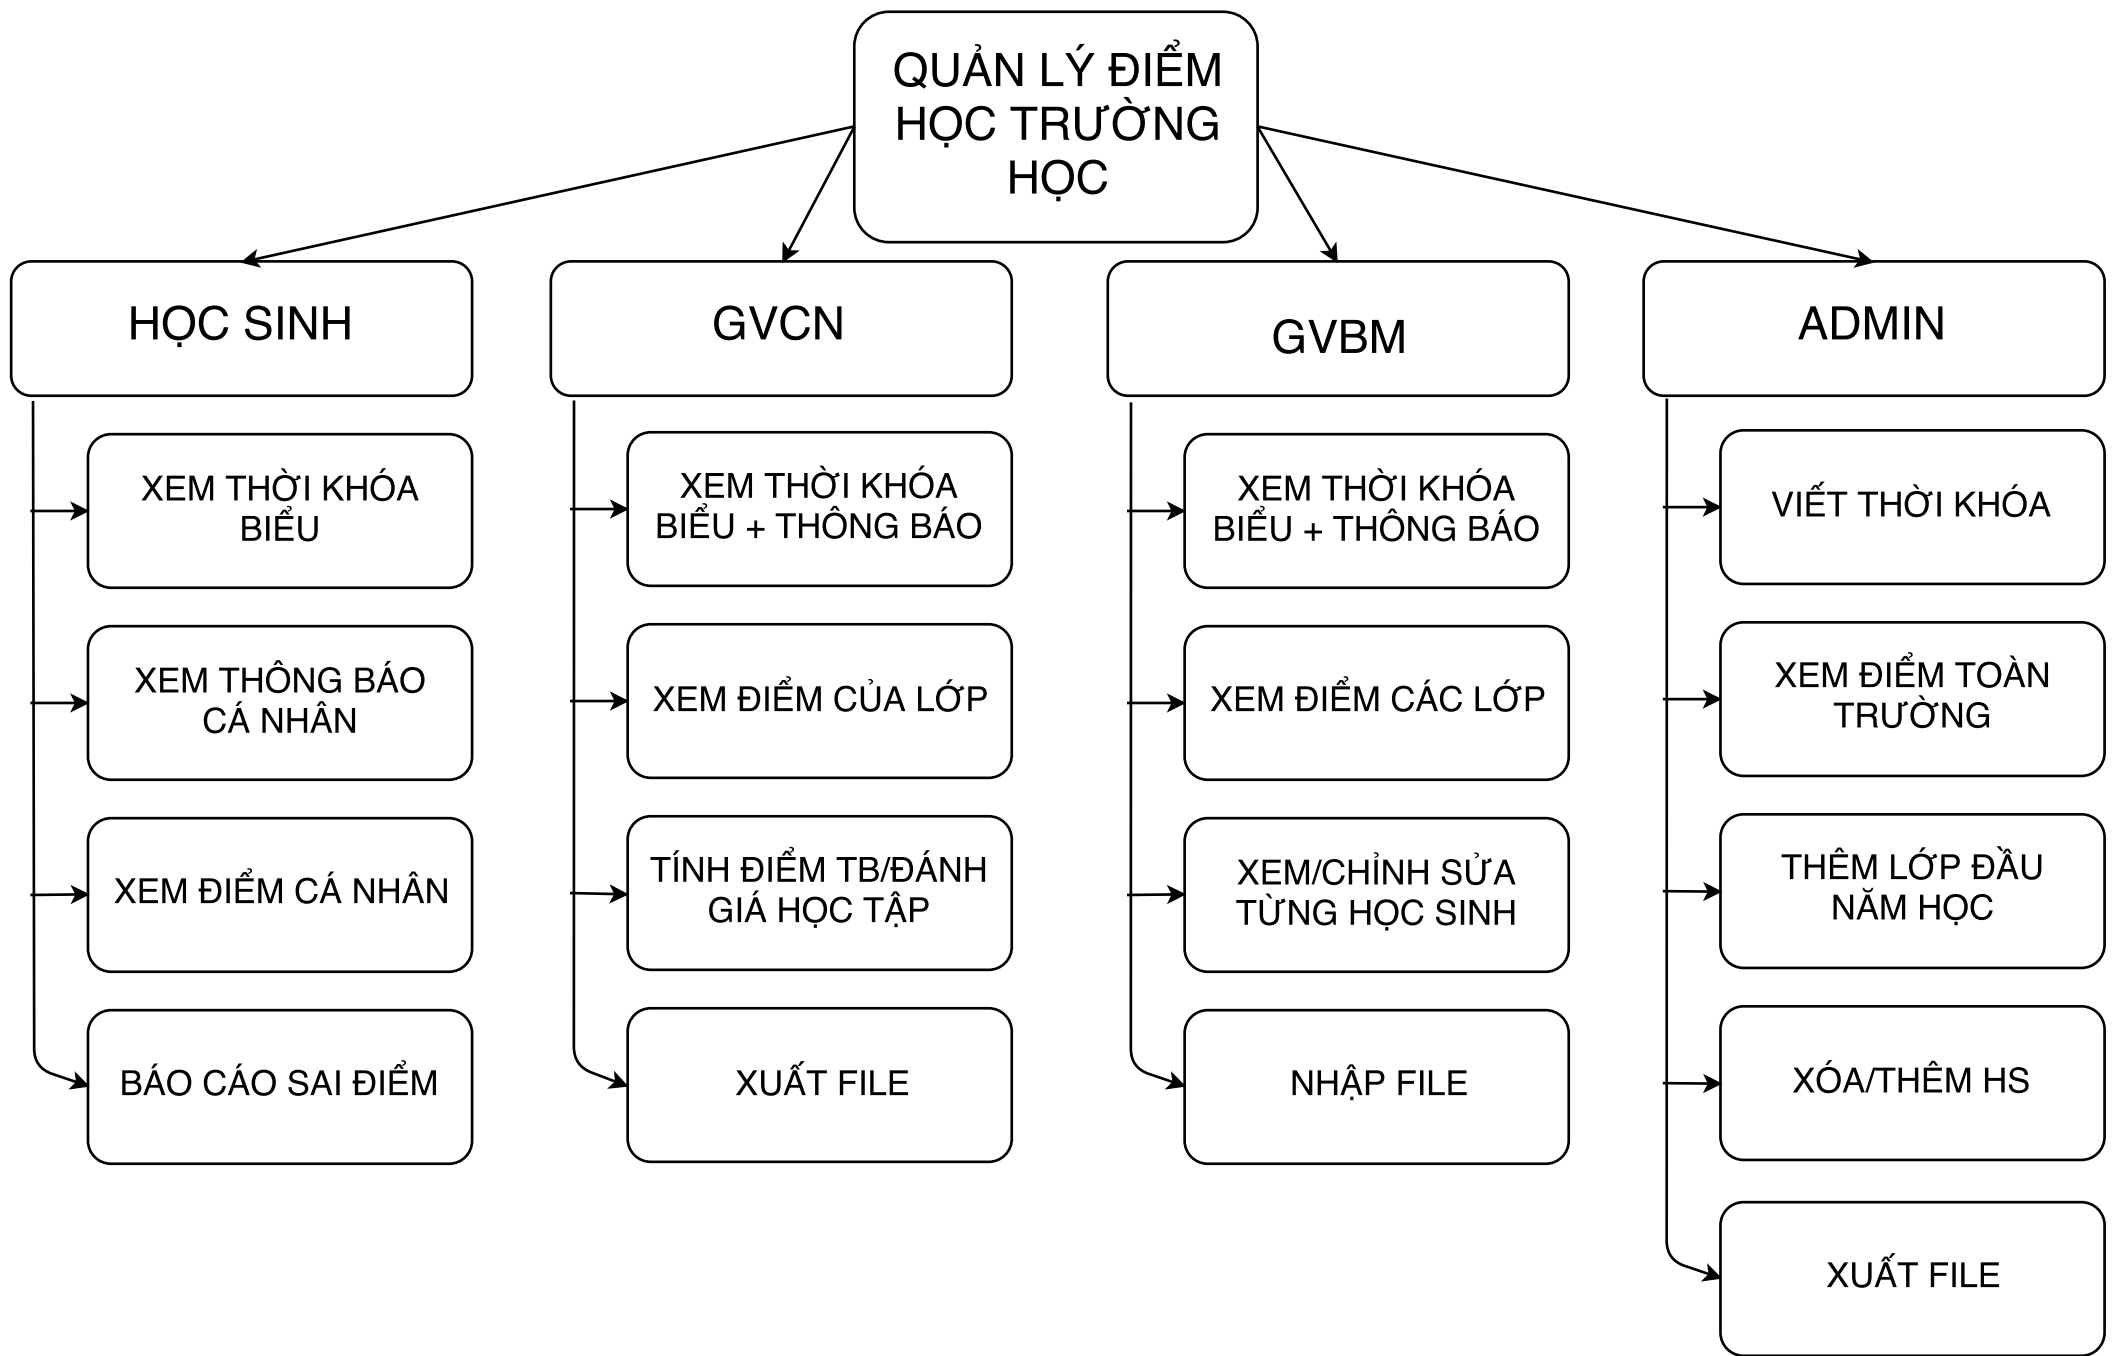 QUẢN LÝ ĐIỂM
HỌC TRƯỜNG
HỌC
HỌC SINH
XEM THỜI KHÓA
BIỂU
XEM THÔNG BÁO
CÁ NHÂN
XEM ĐIỂM CÁ NHÂN
BÁO CÁO SAI ĐIỂM
GVCN
XEM THỜI KHÓA
BIỂU + THÔNG BÁO
XEM ĐIỂM CỦA LỚP
TÍNH ĐIỂM TB/ĐÁNH
GIÁ HỌC TẬP
XUẤT FILE
GVBM
XEM THỜI KHÓA
BIỂU + THÔNG BÁO
XEM ĐIỂM CÁC LỚP
XEM/CHỈNH SỬA
TỪNG HỌC SINH
NHẬP FILE
ADMIN
VIẾT THỜI KHÓA
XEM ĐIỂM TOÀN
TRƯỜNG
THÊM LỚP ĐẦU
NĂM HỌC
XÓA/THÊM HS
XUẤT FILE